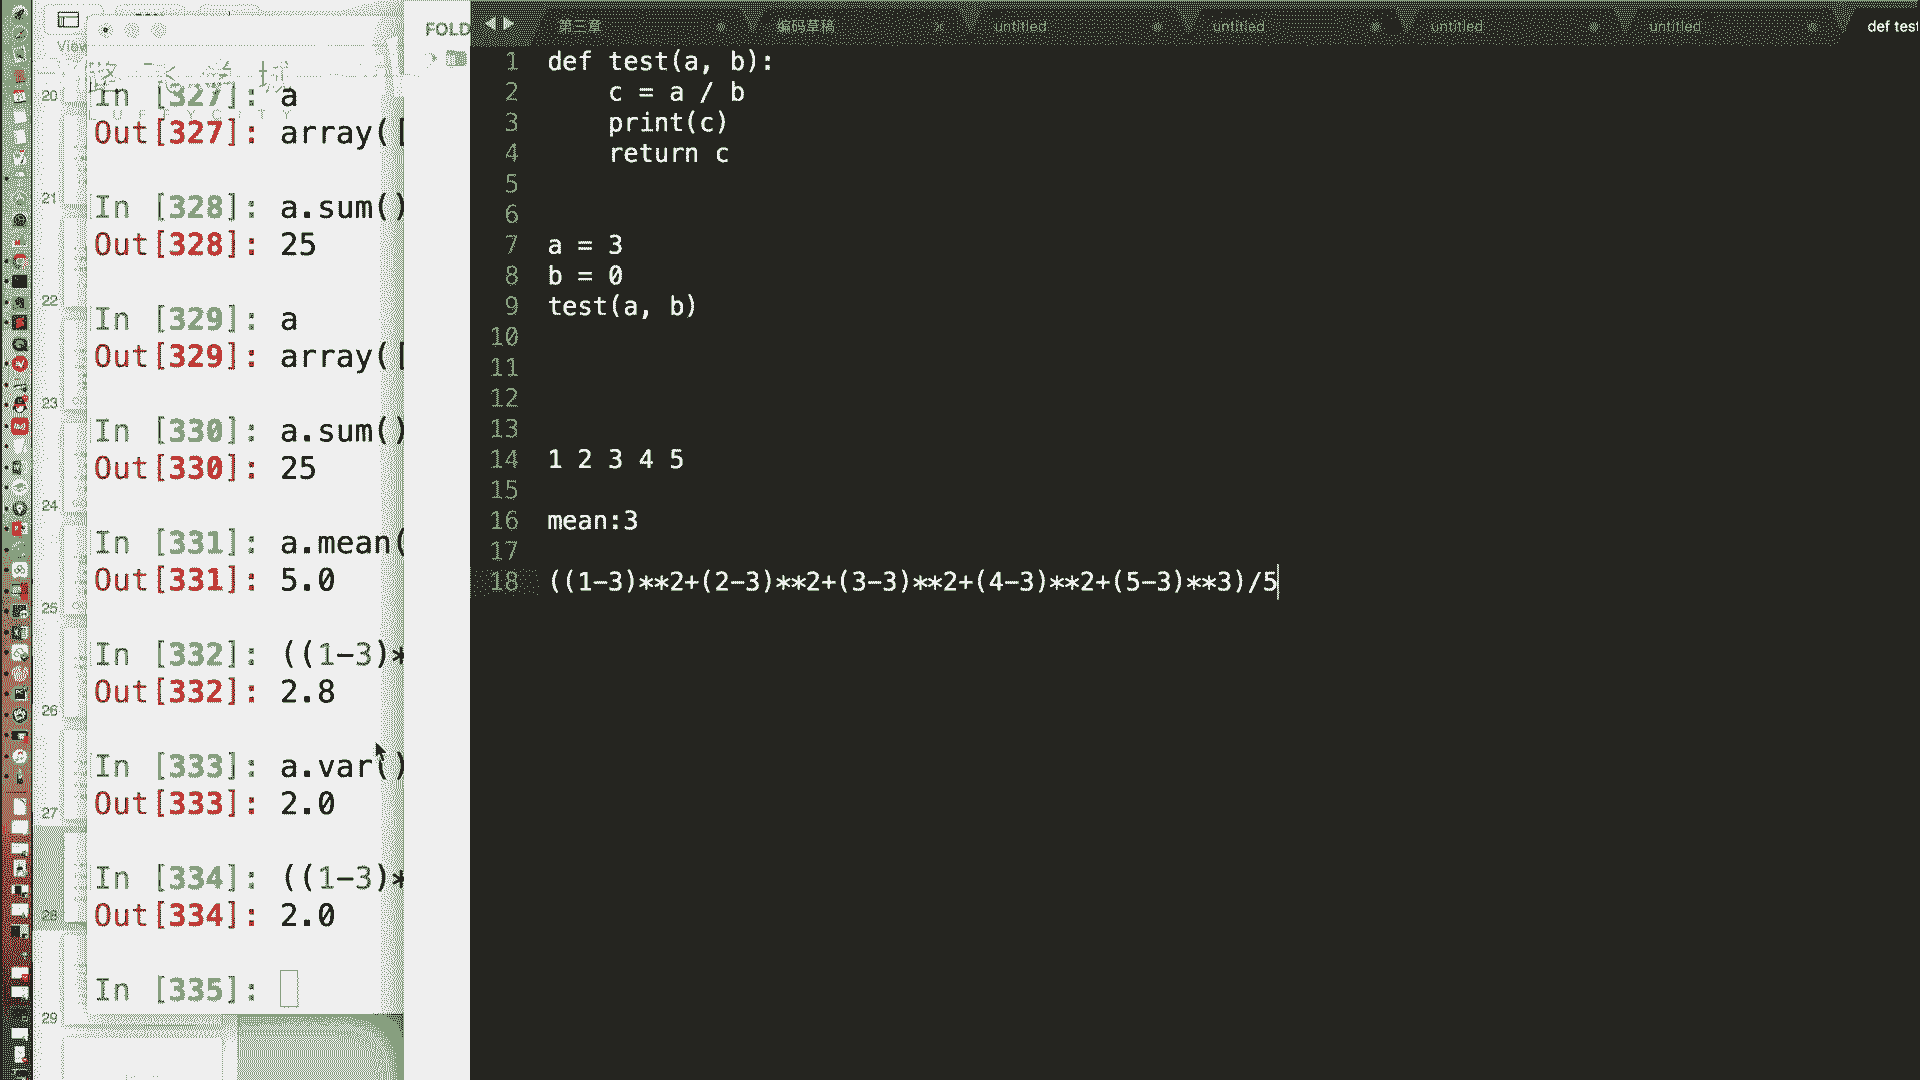 View
FOLD
第三章
编码草稿
untitled
untitled
untitled
untitled
def test
LUFFYCITY
20
21
22
23
24
25
26
27
28
29
In [327]: a
Out[327]: array([
In [328]: a.sum()
Out[328]: 25
In [329]: a
Out[329]: array([
In [330]: a.sum()
Out[330]: 25
In [331]: a.mean(
Out[331]: 5.0
In [332]: ((1-3)*
Out[332]: 2.8
In [333]: a.var()
Out[333]: 2.0
In [334]: ((1-3)*
Out[334]: 2.0
In [335]:
1 def test(a, b):
2 c = a / b
3 print(c)
4 return c
5
6
7 a = 3
8 b = 0
9 test(a, b)
10
11
12
13
14 1 2 3 4 5
15
16 mean:3
17
18 ((1-3)**2+(2-3)**2+(3-3)**2+(4-3)**2+(5-3)**3)/5